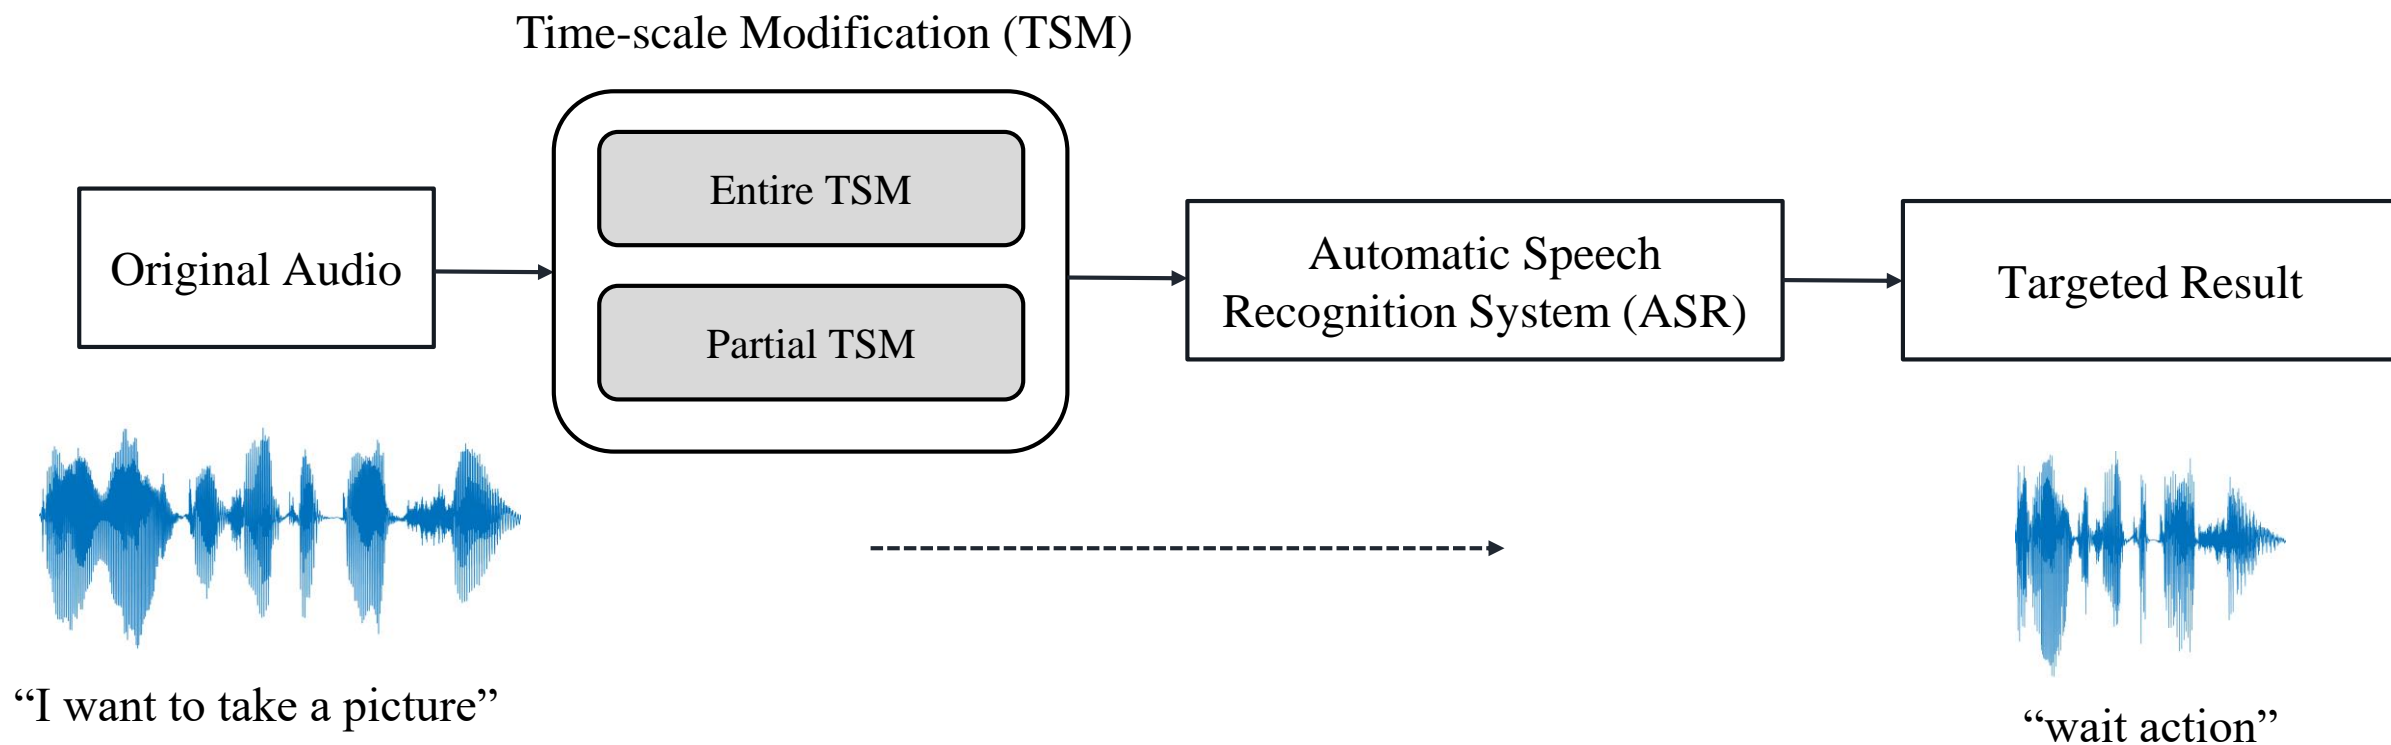 Time-scale Modification (TSM)
Original Audio
Entire TSM
Partial TSM
Automatic Speech
Recognition System (ASR)
Targeted Result
“I want to take a picture”
“wait action”